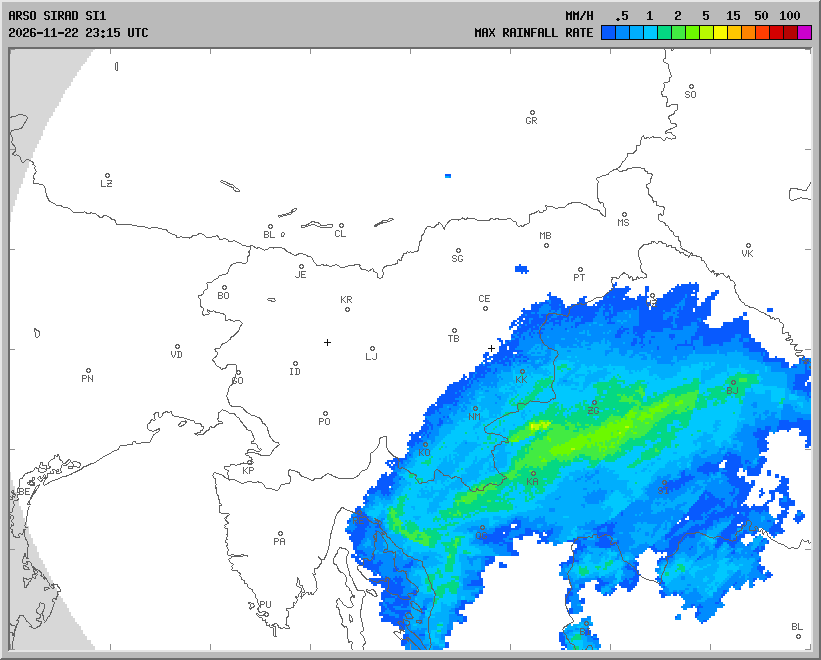 ARSO SIRAD SI1
2026-11-22 23:15 UTC
MM/H .5 1 2 5 15 50 100
MAX RAINFALL RATE
SO
GR
LZ
MS
BL
CL
MB
VK
SG
JE
PT
BO
KR
CE
TB
VD
LJ
ID
PN
GO
KK
BJ
NM
ZG
PO
KO
KP
KA
BE
PA
PU
BL